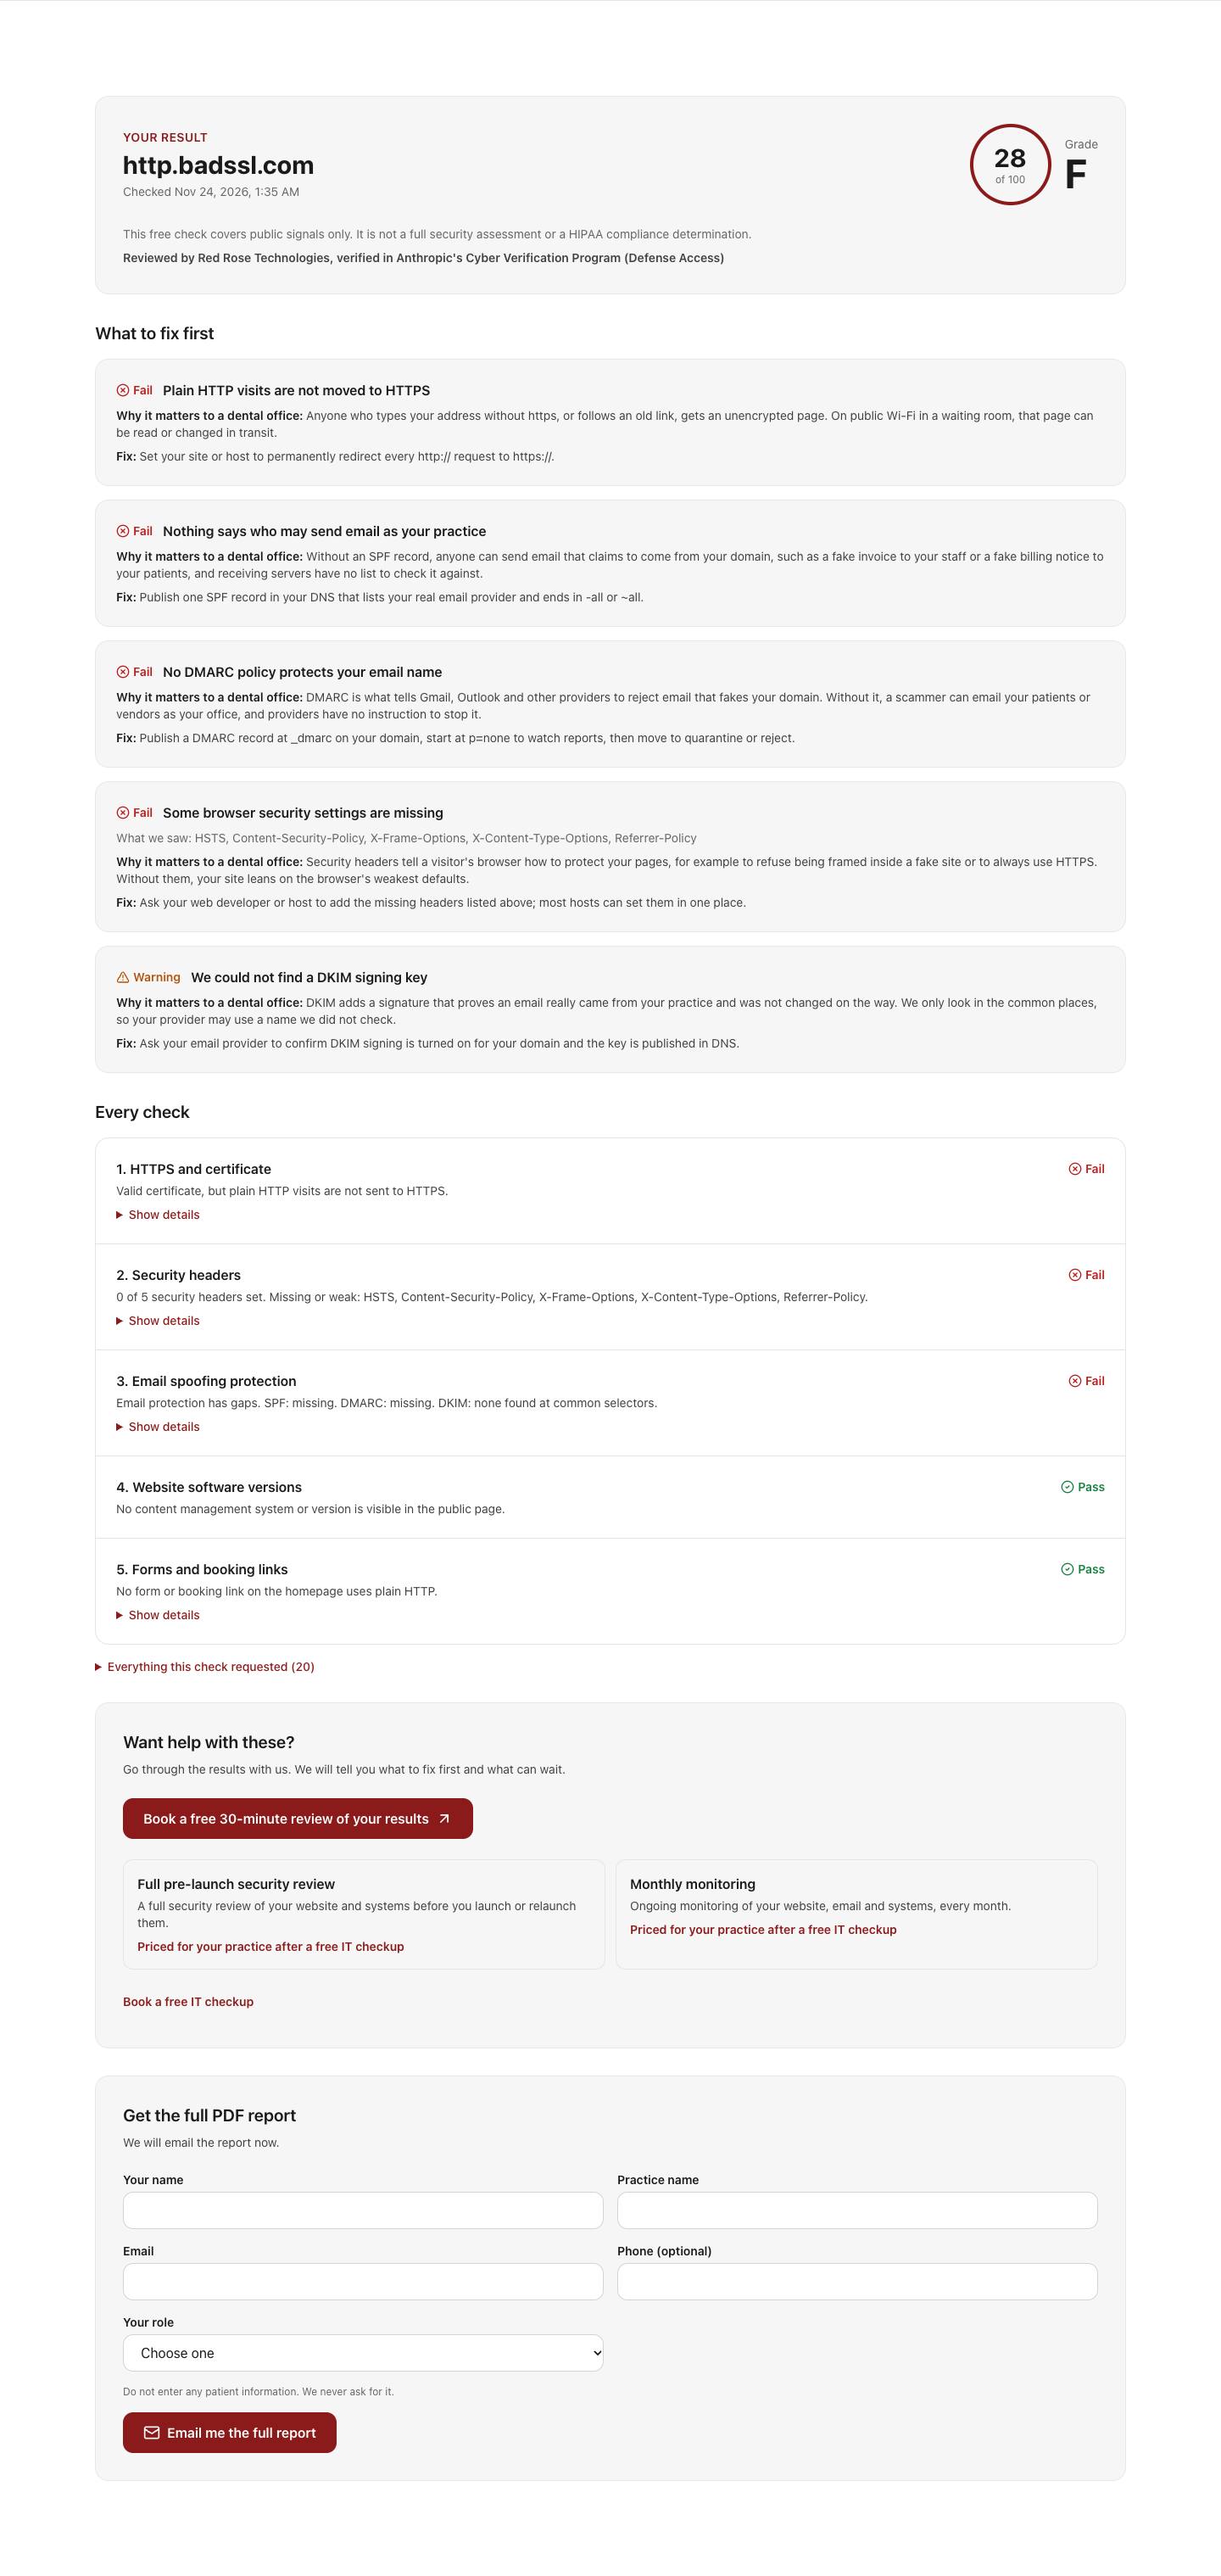 YOUR RESULT
http.badssl.com
Checked Nov 24, 2026, 1:35 AM
28
of 100
Grade
F
This free check covers public signals only. It is not a full security assessment or a HIPAA compliance determination.
Reviewed by Red Rose Technologies, verified in Anthropic's Cyber Verification Program (Defense Access)
What to fix first
Fail Plain HTTP visits are not moved to HTTPS
Why it matters to a dental office: Anyone who types your address without https, or follows an old link, gets an unencrypted page. On public Wi-Fi in a waiting room, that page can
be read or changed in transit.
Fix: Set your site or host to permanently redirect every http:// request to https://.
Fail Nothing says who may send email as your practice
Why it matters to a dental office: Without an SPF record, anyone can send email that claims to come from your domain, such as a fake invoice to your staff or a fake billing notice to
your patients, and receiving servers have no list to check it against.
Fix: Publish one SPF record in your DNS that lists your real email provider and ends in -all or ~all.
Fail No DMARC policy protects your email name
Why it matters to a dental office: DMARC is what tells Gmail, Outlook and other providers to reject email that fakes your domain. Without it, a scammer can email your patients or
vendors as your office, and providers have no instruction to stop it.
Fix: Publish a DMARC record at _dmarc on your domain, start at p=none to watch reports, then move to quarantine or reject.
Fail Some browser security settings are missing
What we saw: HSTS, Content-Security-Policy, X-Frame-Options, X-Content-Type-Options, Referrer-Policy
Why it matters to a dental office: Security headers tell a visitor's browser how to protect your pages, for example to refuse being framed inside a fake site or to always use HTTPS.
Without them, your site leans on the browser's weakest defaults.
Fix: Ask your web developer or host to add the missing headers listed above; most hosts can set them in one place.
Warning We could not find a DKIM signing key
Why it matters to a dental office: DKIM adds a signature that proves an email really came from your practice and was not changed on the way. We only look in the common places,
so your provider may use a name we did not check.
Fix: Ask your email provider to confirm DKIM signing is turned on for your domain and the key is published in DNS.
Every check
1. HTTPS and certificate
Fail
Valid certificate, but plain HTTP visits are not sent to HTTPS.
Show details
2. Security headers
Fail
0 of 5 security headers set. Missing or weak: HSTS, Content-Security-Policy, X-Frame-Options, X-Content-Type-Options, Referrer-Policy.
Show details
3. Email spoofing protection
Fail
Email protection has gaps. SPF: missing. DMARC: missing. DKIM: none found at common selectors.
Show details
4. Website software versions
Pass
No content management system or version is visible in the public page.
5. Forms and booking links
Pass
No form or booking link on the homepage uses plain HTTP.
Show details
Everything this check requested (20)
Want help with these?
Go through the results with us. We will tell you what to fix first and what can wait.
Book a free 30-minute review of your results
Full pre-launch security review
A full security review of your website and systems before you launch or relaunch
them.
Priced for your practice after a free IT checkup
Monthly monitoring
Ongoing monitoring of your website, email and systems, every month.
Priced for your practice after a free IT checkup
Book a free IT checkup
Get the full PDF report
We will email the report now.
Your name
Practice name
Email
Phone (optional)
Your role
Choose one
Do not enter any patient information. We never ask for it.
Email me the full report